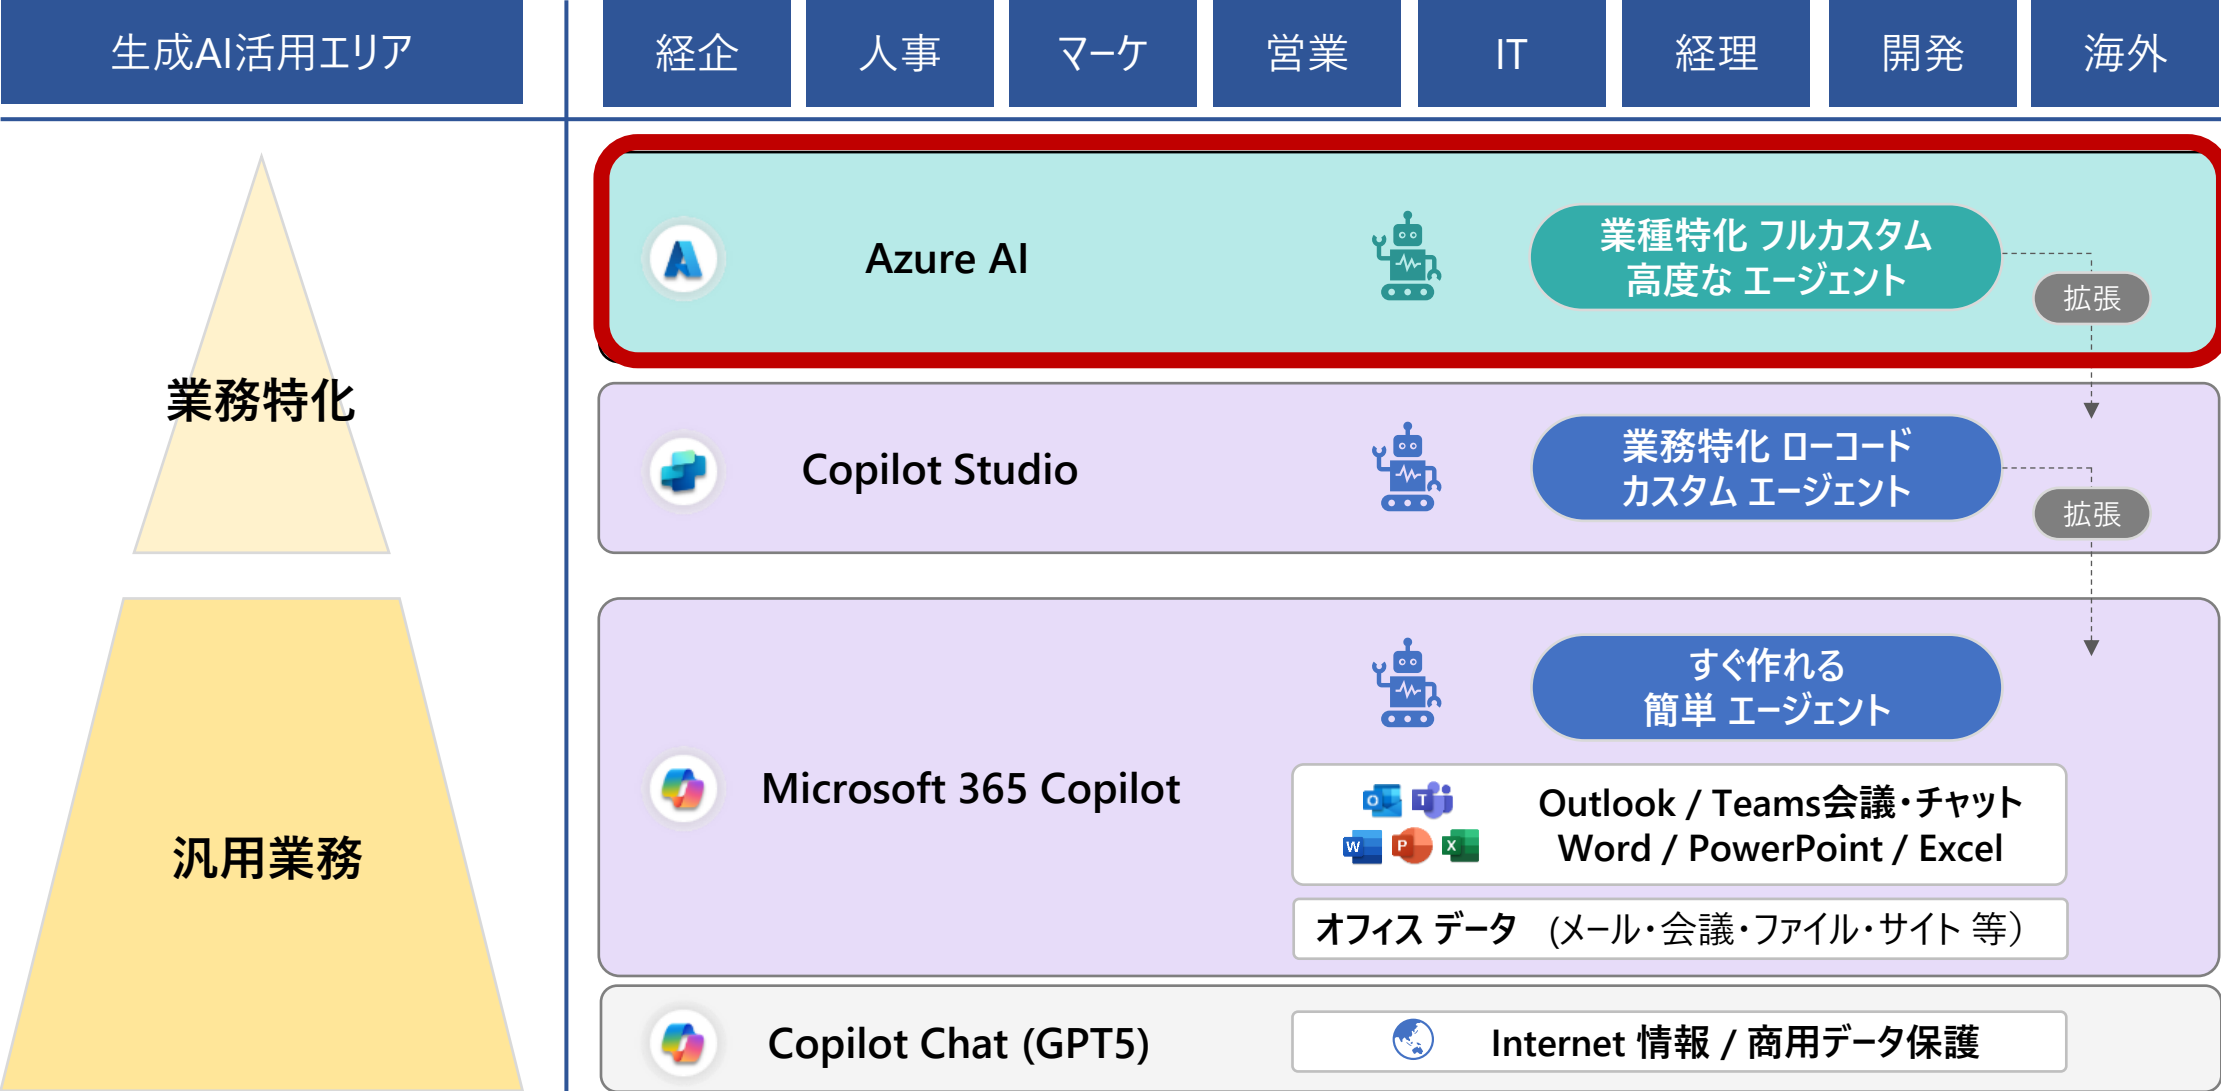 生成AI活用エリア
経企
人事
マーケ
営業
IT
経理
開発
海外
業務特化
汎用業務
Azure AI
業種特化 フルカスタム
高度な エージェント
拡張
Copilot Studio
業務特化 ローコード
カスタム エージェント
拡張
Microsoft 365 Copilot
すぐ作れる
簡単 エージェント
Outlook / Teams会議・チャット
Word / PowerPoint / Excel
オフィス データ (メール・会議・ファイル・サイト 等)
Copilot Chat (GPT5)
Internet 情報 / 商用データ保護